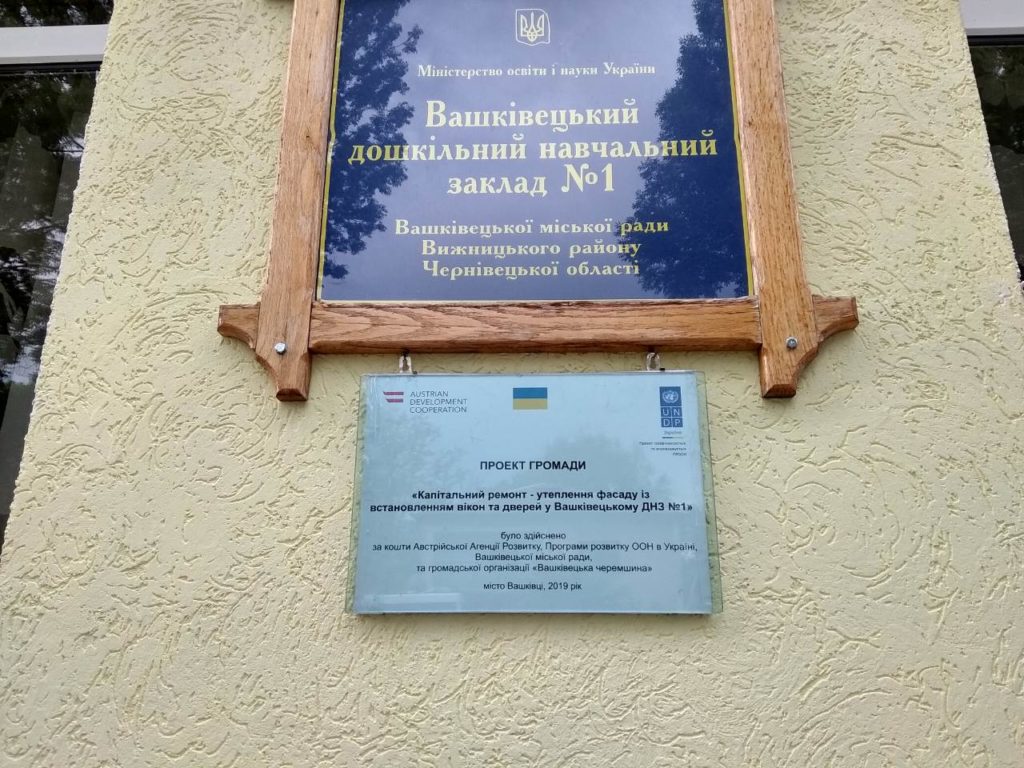 Міністерство освіти і науки України
Вашківецький
дошкільний навчальний
заклад №1
Вашківецької міської ради
Вижницького району
Чернівецької області
AUSTRIAN
DEVELOPMENT
COOPERATION
UN
DP
ПРОЕКТ ГРОМАДИ
«Капітальний ремонт - утеплення фасаду із
встановленням вікон та дверей у Вашківецькому ДНЗ №1»
було здійснено
за кошти Австрійської Агенції Розвитку, Програми розвитку ООН в Україні,
Вашківецької міської ради,
та громадської організації «Вашківецька черемшина»
місто Вашківці, 2019 рік